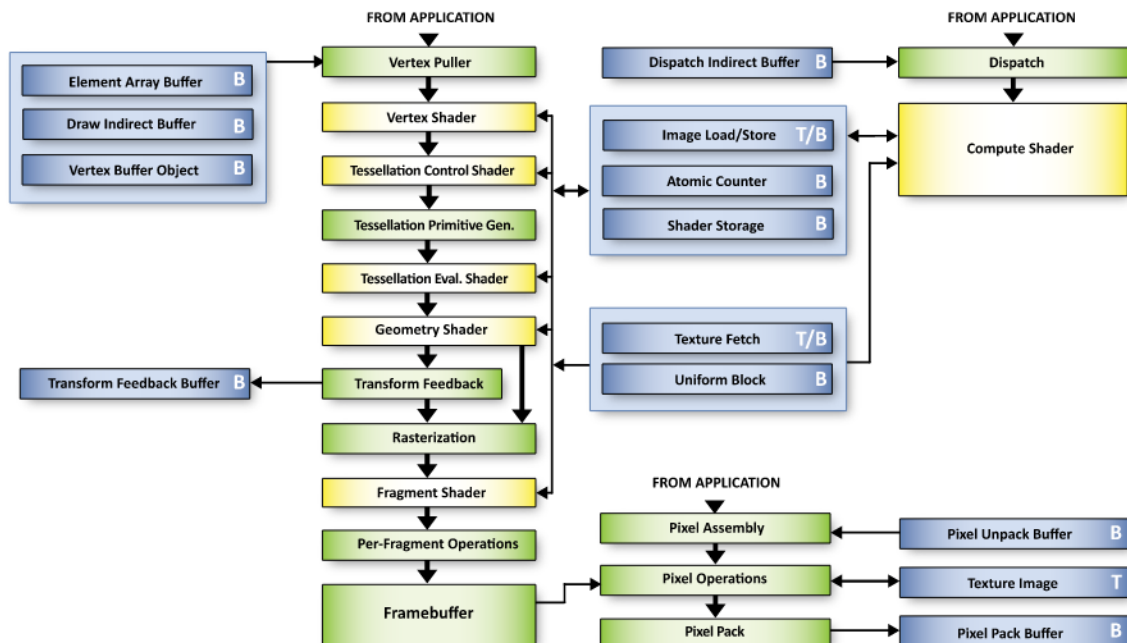 FROM APPLICATION
Element Array Buffer B
Draw Indirect Buffer B
Vertex Buffer Object B
Vertex Puller
Vertex Shader
Tessellation Control Shader
Tessellation Primitive Gen.
Tessellation Eval. Shader
Geometry Shader
Transform Feedback Buffer B
Transform Feedback
Rasterization
Fragment Shader
Per-Fragment Operations
Framebuffer
FROM APPLICATION
Dispatch Indirect Buffer B
Dispatch
Image Load/Store T/B
Atomic Counter B
Shader Storage B
Compute Shader
Texture Fetch T/B
Uniform Block B
FROM APPLICATION
Pixel Assembly
Pixel Unpack Buffer B
Pixel Operations
Texture Image T
Pixel Pack
Pixel Pack Buffer B